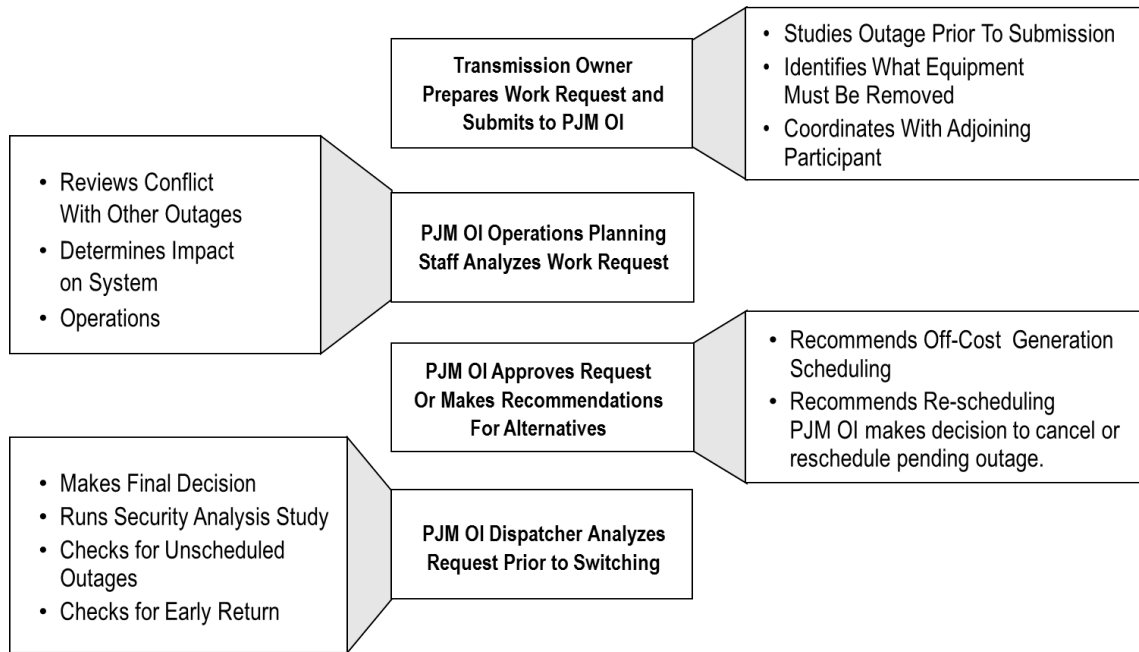 Transmission Owner
Prepares Work Request and
Submits to PJM OI
• Studies Outage Prior To Submission
• Identifies What Equipment
Must Be Removed
• Coordinates With Adjoining
Participant
• Reviews Conflict
With Other Outages
• Determines Impact
on System
• Operations
PJM OI Operations Planning
Staff Analyzes Work Request
PJM OI Approves Request
Or Makes Recommendations
For Alternatives
• Recommends Off-Cost Generation
Scheduling
• Recommends Re-scheduling
PJM OI makes decision to cancel or
reschedule pending outage.
• Makes Final Decision
• Runs Security Analysis Study
• Checks for Unscheduled
Outages
• Checks for Early Return
PJM OI Dispatcher Analyzes
Request Prior to Switching